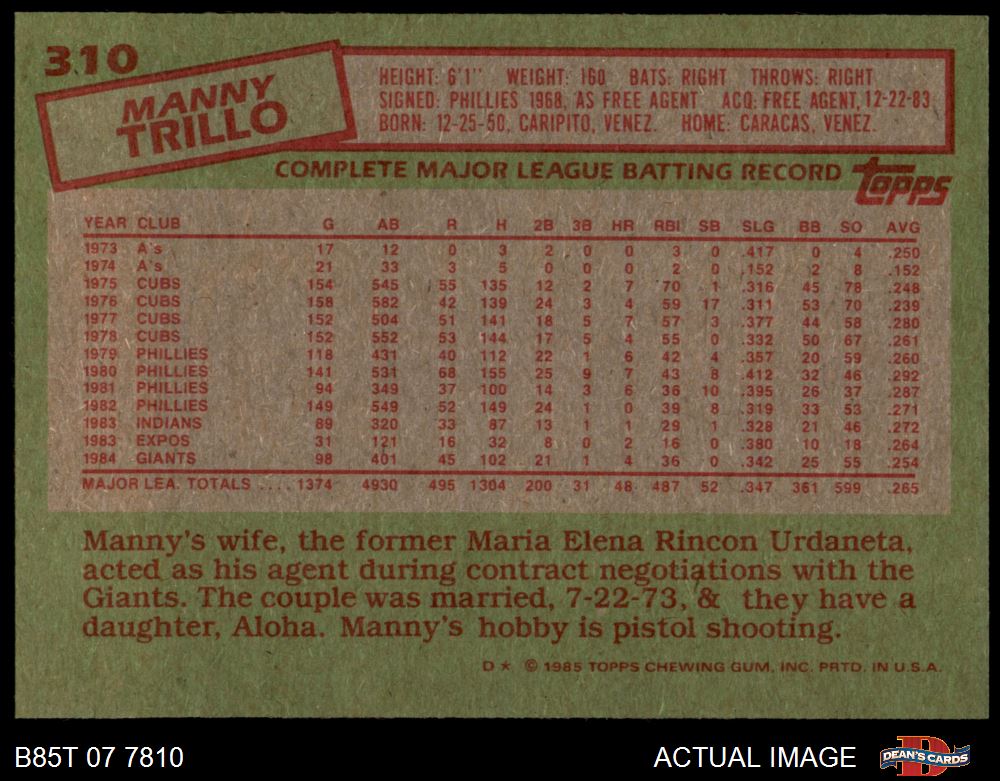 310
MANNY TRILLO
HEIGHT: 6'1" WEIGHT: 160 BATS: RIGHT THROWS: RIGHT
SIGNED: PHILLIES 1968, AS FREE AGENT ACQ: FREE AGENT, 12-22-83
BORN: 12-25-50, CARIPITO, VENEZ. HOME: CARACAS, VENEZ.
COMPLETE MAJOR LEAGUE BATTING RECORD topps
YEAR CLUB G AB R H 2B 3B HR RBI SB SLG BB SO AVG
1973 A's 17 12 0 3 2 0 0 3 0 .417 0 4 .250
1974 A's 21 33 3 5 0 0 0 2 0 .152 2 8 .152
1975 CUBS 154 545 55 135 12 2 7 70 1 .316 45 78 .248
1976 CUBS 158 582 42 139 24 3 4 59 17 .311 53 70 .239
1977 CUBS 152 504 51 141 18 5 7 57 3 .377 44 58 .280
1978 CUBS 152 552 53 144 17 5 4 55 0 .332 50 67 .261
1979 PHILLIES 118 431 40 112 22 1 6 42 4 .357 20 59 .260
1980 PHILLIES 141 531 68 155 25 9 7 43 8 .412 32 46 .292
1981 PHILLIES 94 349 37 100 14 3 6 36 10 .395 26 37 .287
1982 PHILLIES 149 549 52 149 24 1 0 39 8 .319 33 53 .271
1983 INDIANS 89 320 33 87 13 1 1 29 1 .328 21 46 .272
1983 EXPOS 31 121 16 32 8 0 2 16 0 .380 10 18 .264
1984 GIANTS 98 401 45 102 21 1 4 36 0 .342 25 55 .254
MAJOR LEA. TOTALS .... 1374 4930 495 1304 200 31 48 487 52 .347 361 599 .265
Manny's wife, the former Maria Elena Rincon Urdaneta,
acted as his agent during contract negotiations with the
Giants. The couple was married, 7-22-73, & they have a
daughter, Aloha. Manny's hobby is pistol shooting.
D * © 1985 TOPPS CHEWING GUM, INC. PRTD. IN U.S.A.
B85T 07 7810 ACTUAL IMAGE DEAN'S CARDS